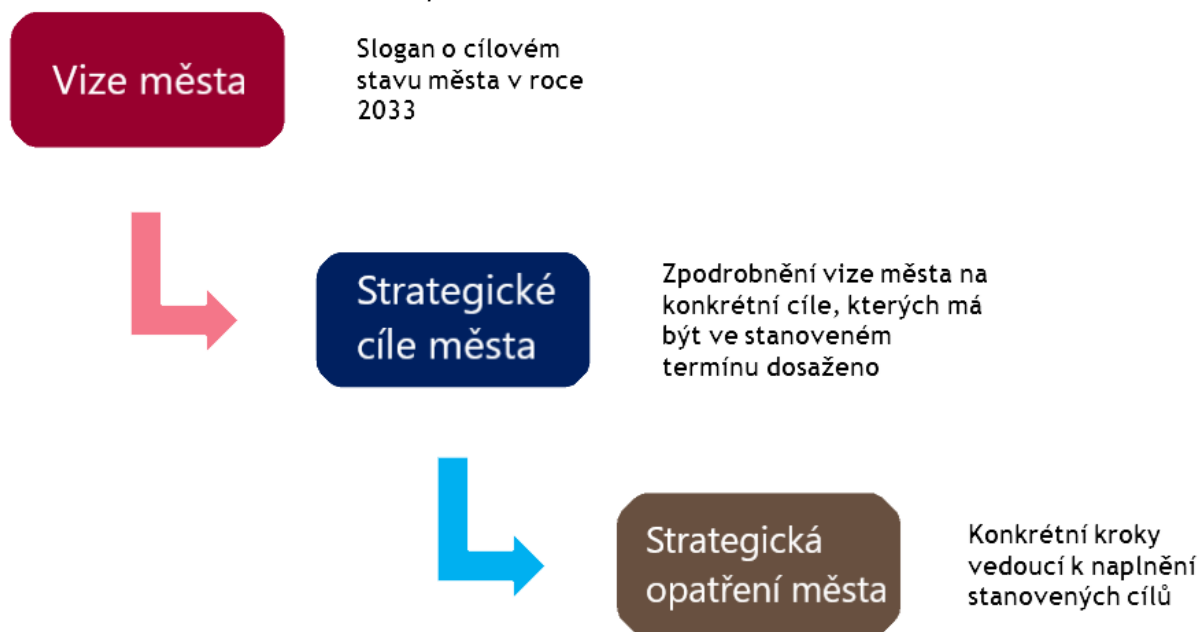 Vize města
Slogan o cílovém
stavu města v roce
2033
Strategické
cíle města
Zpodrobnění vize města na
konkrétní cíle, kterých má
být ve stanoveném
termínu dosaženo
Strategická
opatření města
Konkrétní kroky
vedoucí k naplnění
stanovených cílů